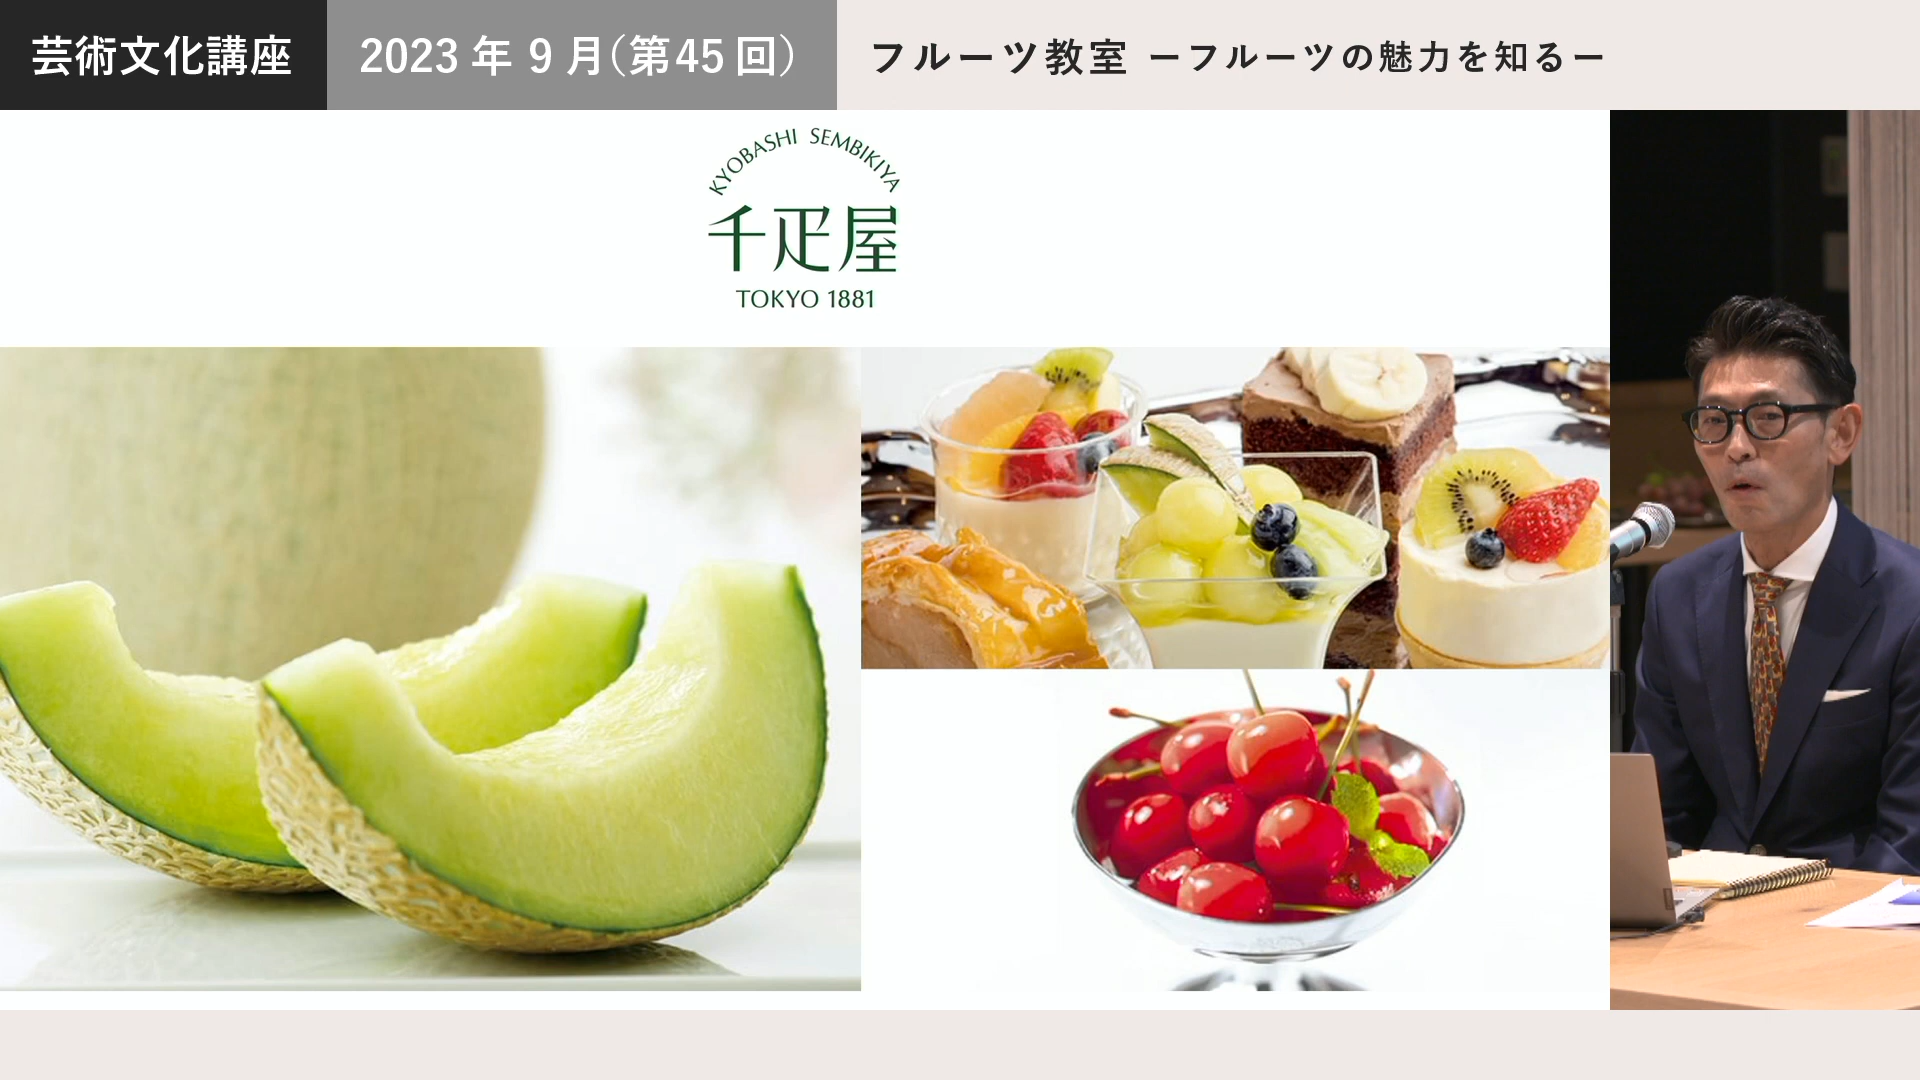 芸術文化講座
2023年9月(第45回)
フルーツ教室 ーフルーツの魅力を知るー
KYOBASHI SEMBIKIYA
千疋屋
TOKYO 1881